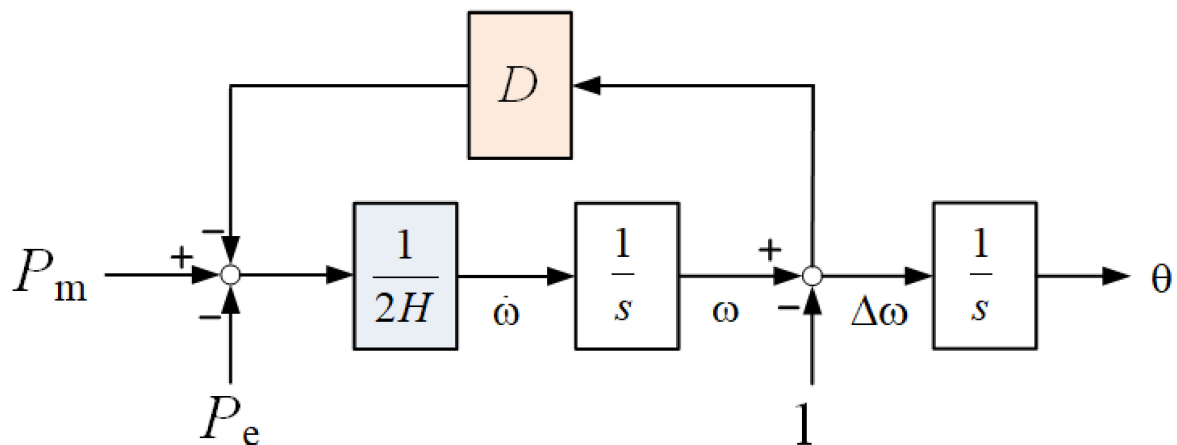 D
P_m + − − 1/2H ω̇ 1/s ω + − Δω 1/s θ
P_e 1